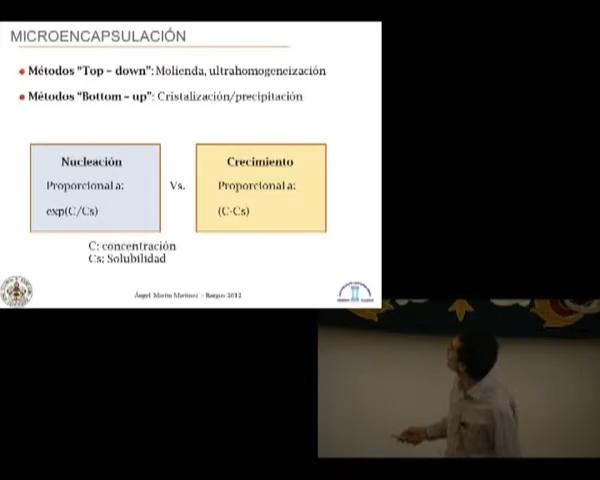 MICROENCAPSULACIÓN
Métodos "Top – down": Molienda, ultrahomogeneización
Métodos "Bottom – up": Cristalización/precipitación
Nucleación
Proporcional a:
exp(C/Cs)
Vs.
Crecimiento
Proporcional a:
(C-Cs)
C: concentración
Cs: Solubilidad
Ángel Martín Martínez – Burgos 2012